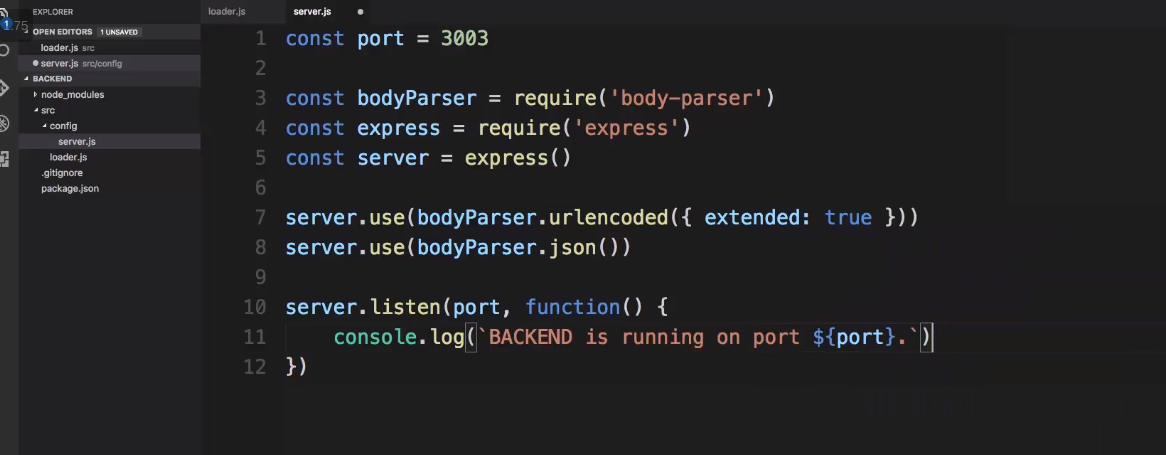 EXPLORER
OPEN EDITORS 1 UNSAVED
loader.js src
server.js src/config
BACKEND
node_modules
src
config
server.js
loader.js
.gitignore
package.json
1.75
loader.js server.js
1 const port = 3003
2
3 const bodyParser = require('body-parser')
4 const express = require('express')
5 const server = express()
6
7 server.use(bodyParser.urlencoded({ extended: true }))
8 server.use(bodyParser.json())
9
10 server.listen(port, function() {
11 console.log(`BACKEND is running on port ${port}.`)
12 })